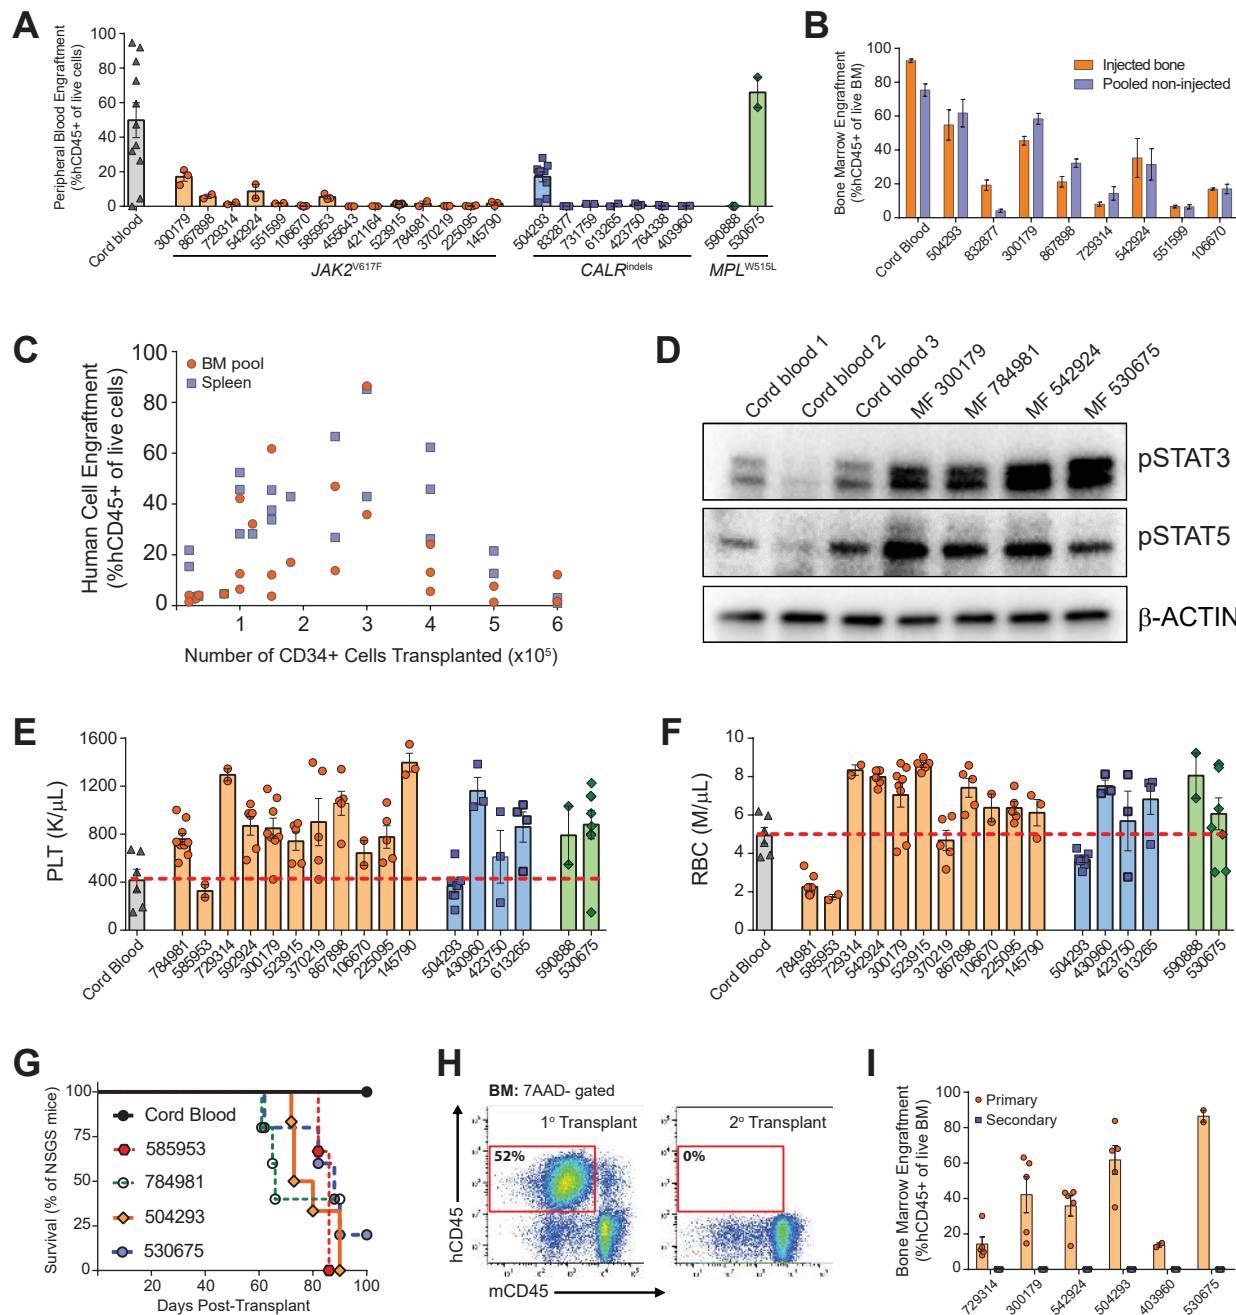 A
Peripheral Blood Engraftment
(%hCD45+ of live cells)
100
80
60
40
20
0
Cord blood
300179
867898
729314
542924
551599
106670
585953
455643
421164
523915
784981
370219
225095
145790
504293
832877
731759
613265
423750
764338
403960
590888
530675
JAK2V617F
CALRindels
MPLW515L
B
Bone Marrow Engraftment
(%hCD45+ of live BM)
100
80
60
40
20
0
Injected bone
Pooled non-injected
Cord Blood
504293
832877
300179
867898
729314
542924
551599
106670
C
Human Cell Engraftment
(%hCD45+ of live cells)
100
80
60
40
20
0
BM pool
Spleen
1 2 3 4 5 6
Number of CD34+ Cells Transplanted (x10⁵)
D
Cord blood 1
Cord blood 2
Cord blood 3
MF 300179
MF 784981
MF 542924
MF 530675
pSTAT3
pSTAT5
β-ACTIN
E
PLT (K/μL)
1600
1200
800
400
0
Cord Blood
784981
585953
729314
592924
300179
523915
370219
867898
106670
225095
145790
504293
430960
423750
613265
590888
530675
F
RBC (M/μL)
10
8
6
4
2
0
Cord Blood
784981
585953
729314
542924
300179
523915
370219
867898
106670
225095
145790
504293
430960
423750
613265
590888
530675
G
Survival (% of NSGS mice)
100
75
50
25
0
Cord Blood
585953
784981
504293
530675
20 40 60 80 100
Days Post-Transplant
H
BM: 7AAD- gated
1° Transplant
2° Transplant
52%
0%
hCD45
mCD45
I
Bone Marrow Engraftment
(%hCD45+ of live BM)
100
80
60
40
20
0
Primary
Secondary
729314
300179
542924
504293
403960
530675